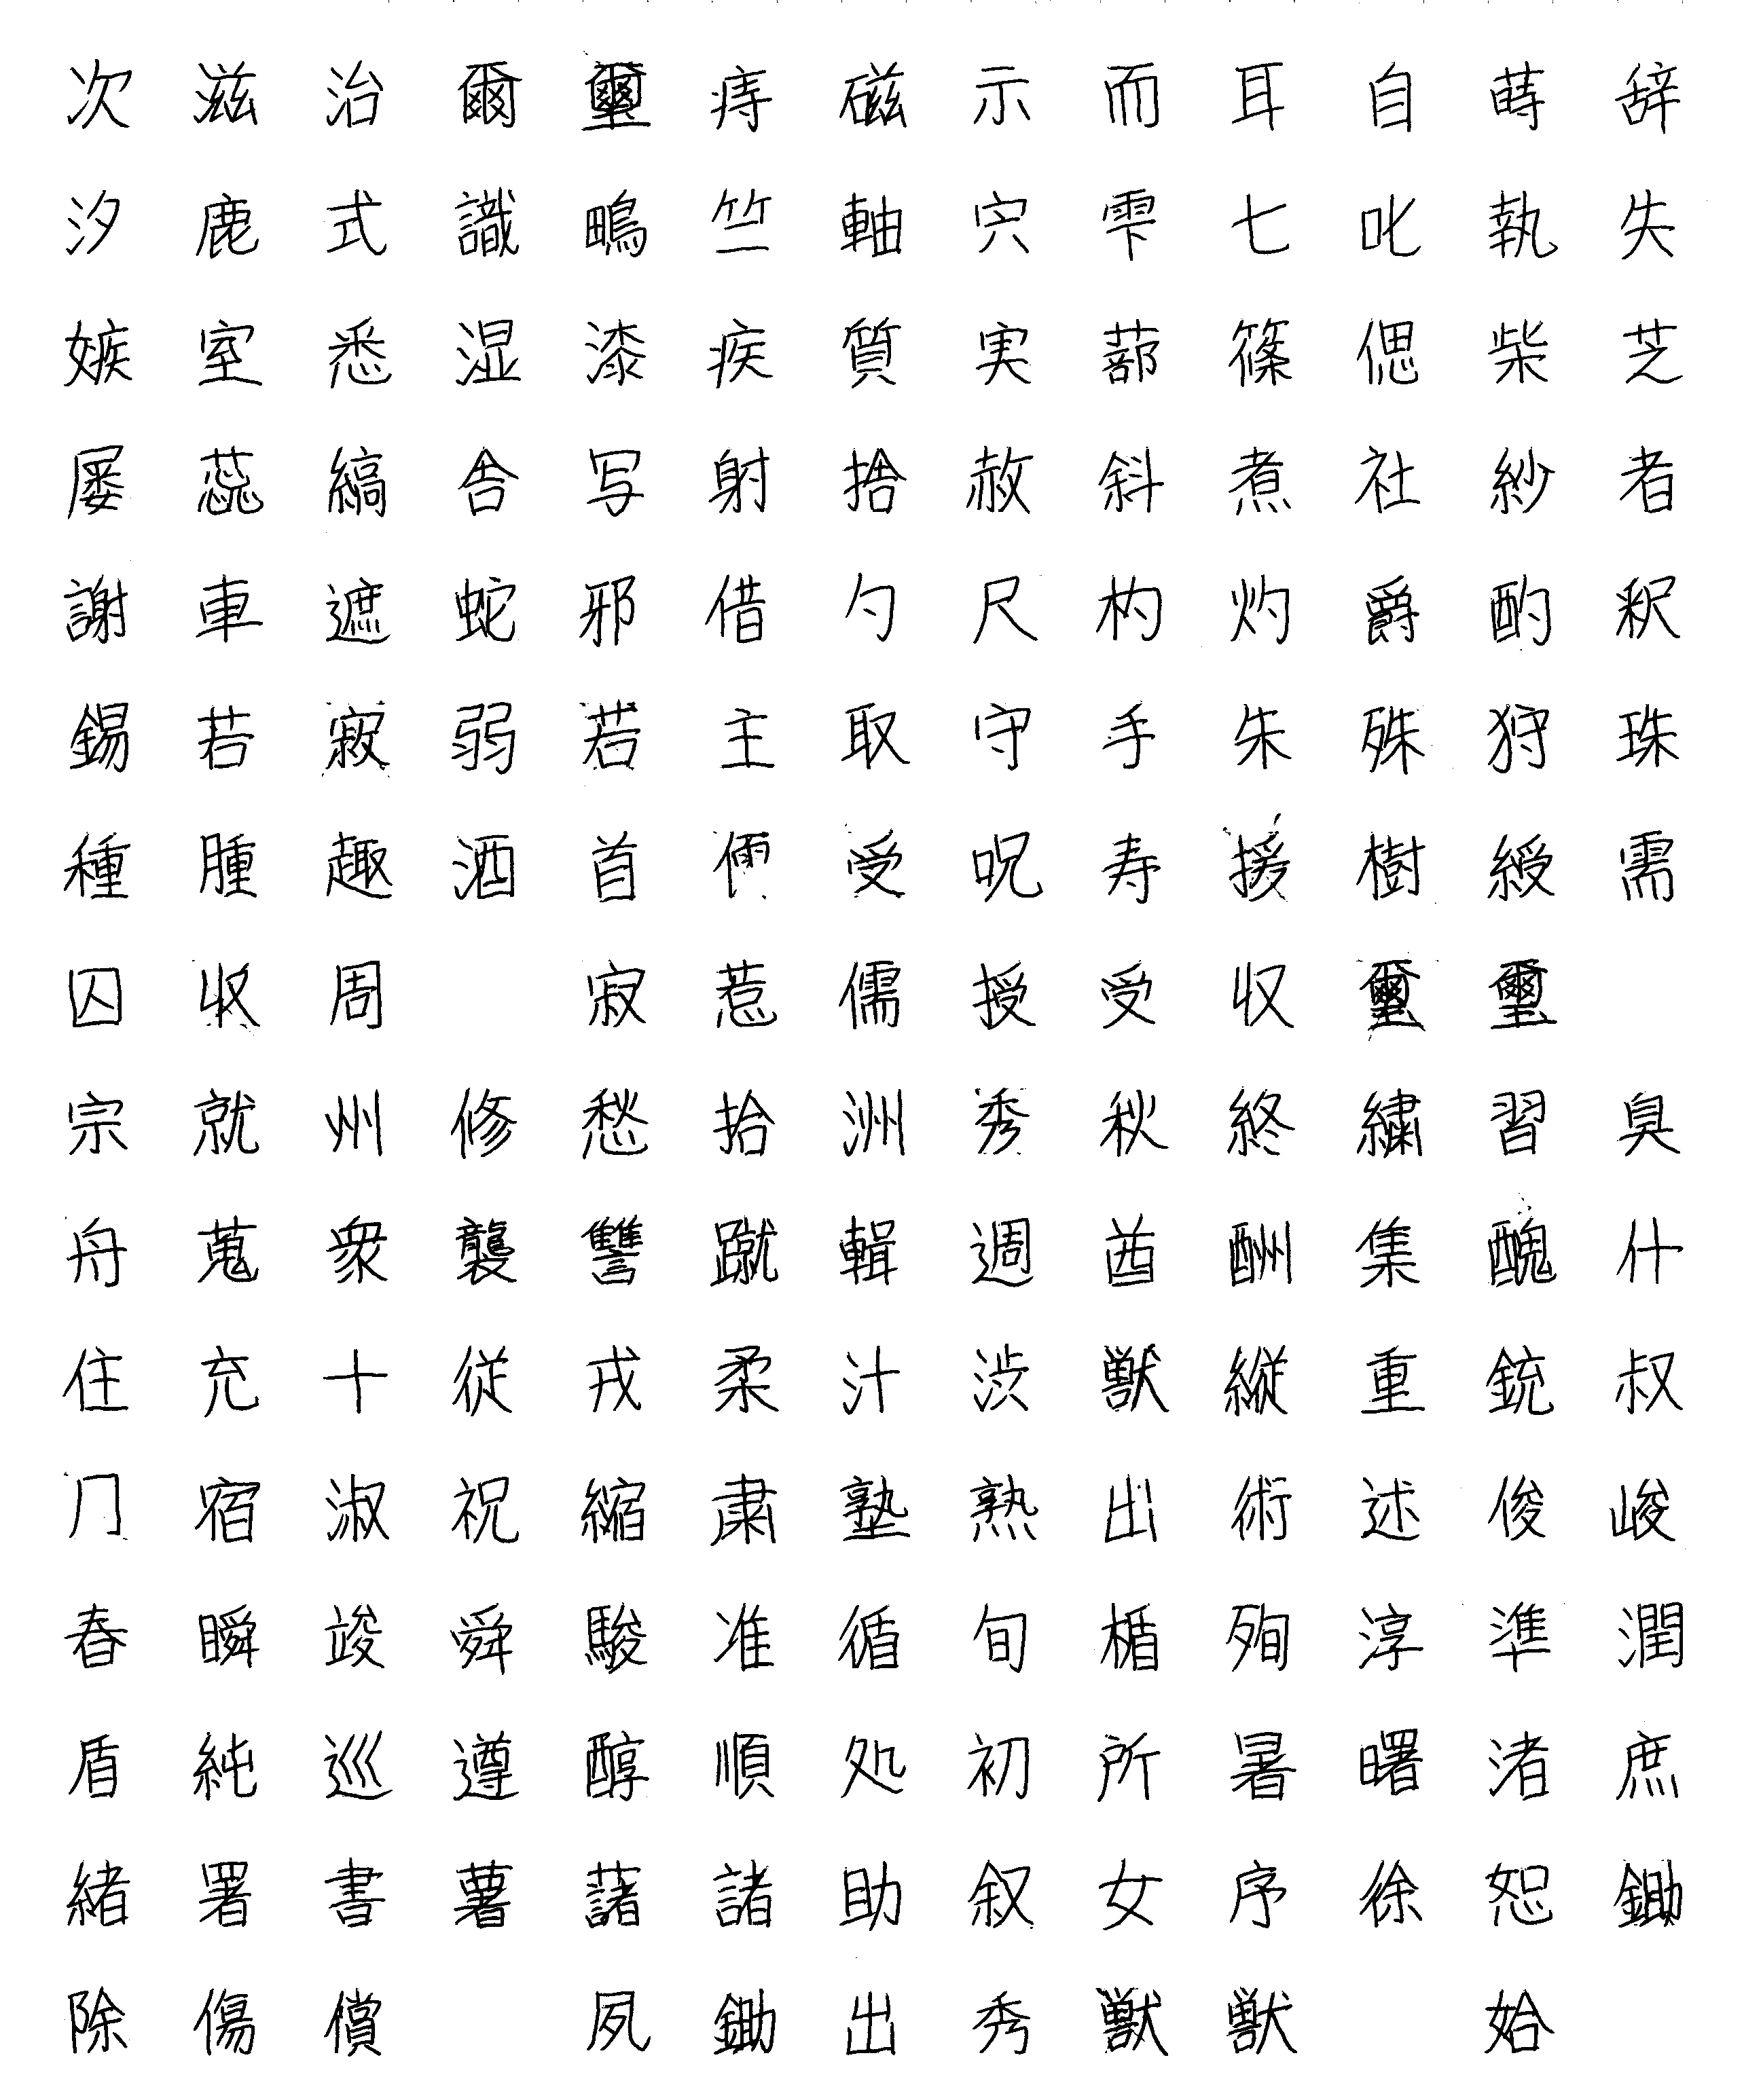 次滋治爾璽痔磁示而耳自蒔辞
汐鹿式識鴫竺軸宍雫七叱執失
嫉室悉湿漆疾質実蔀篠偲柴芝
屡蕊縞舎写射捨赦斜煮社紗者
謝車遮蛇邪借勺尺杓灼爵酌釈
錫若寂弱若主取守手朱殊狩珠
種腫趣酒首受呪寿授樹綬需
囚収周寂惹儒授受収璽璽
宗就州修愁拾洲秀秋終繍習臭
舟蒐衆襲讐蹴輯週酋酬集醜什
住充十従戎柔汁渋獣縦重銃叔
宿淑祝縮粛塾熟出術述俊峻
春瞬竣舜駿准循旬楯殉淳準潤
盾純巡遵醇順処初所暑曙渚庶
緒署書薯藷諸助叙女序徐恕鋤
除傷償夙鋤出秀獣獣始